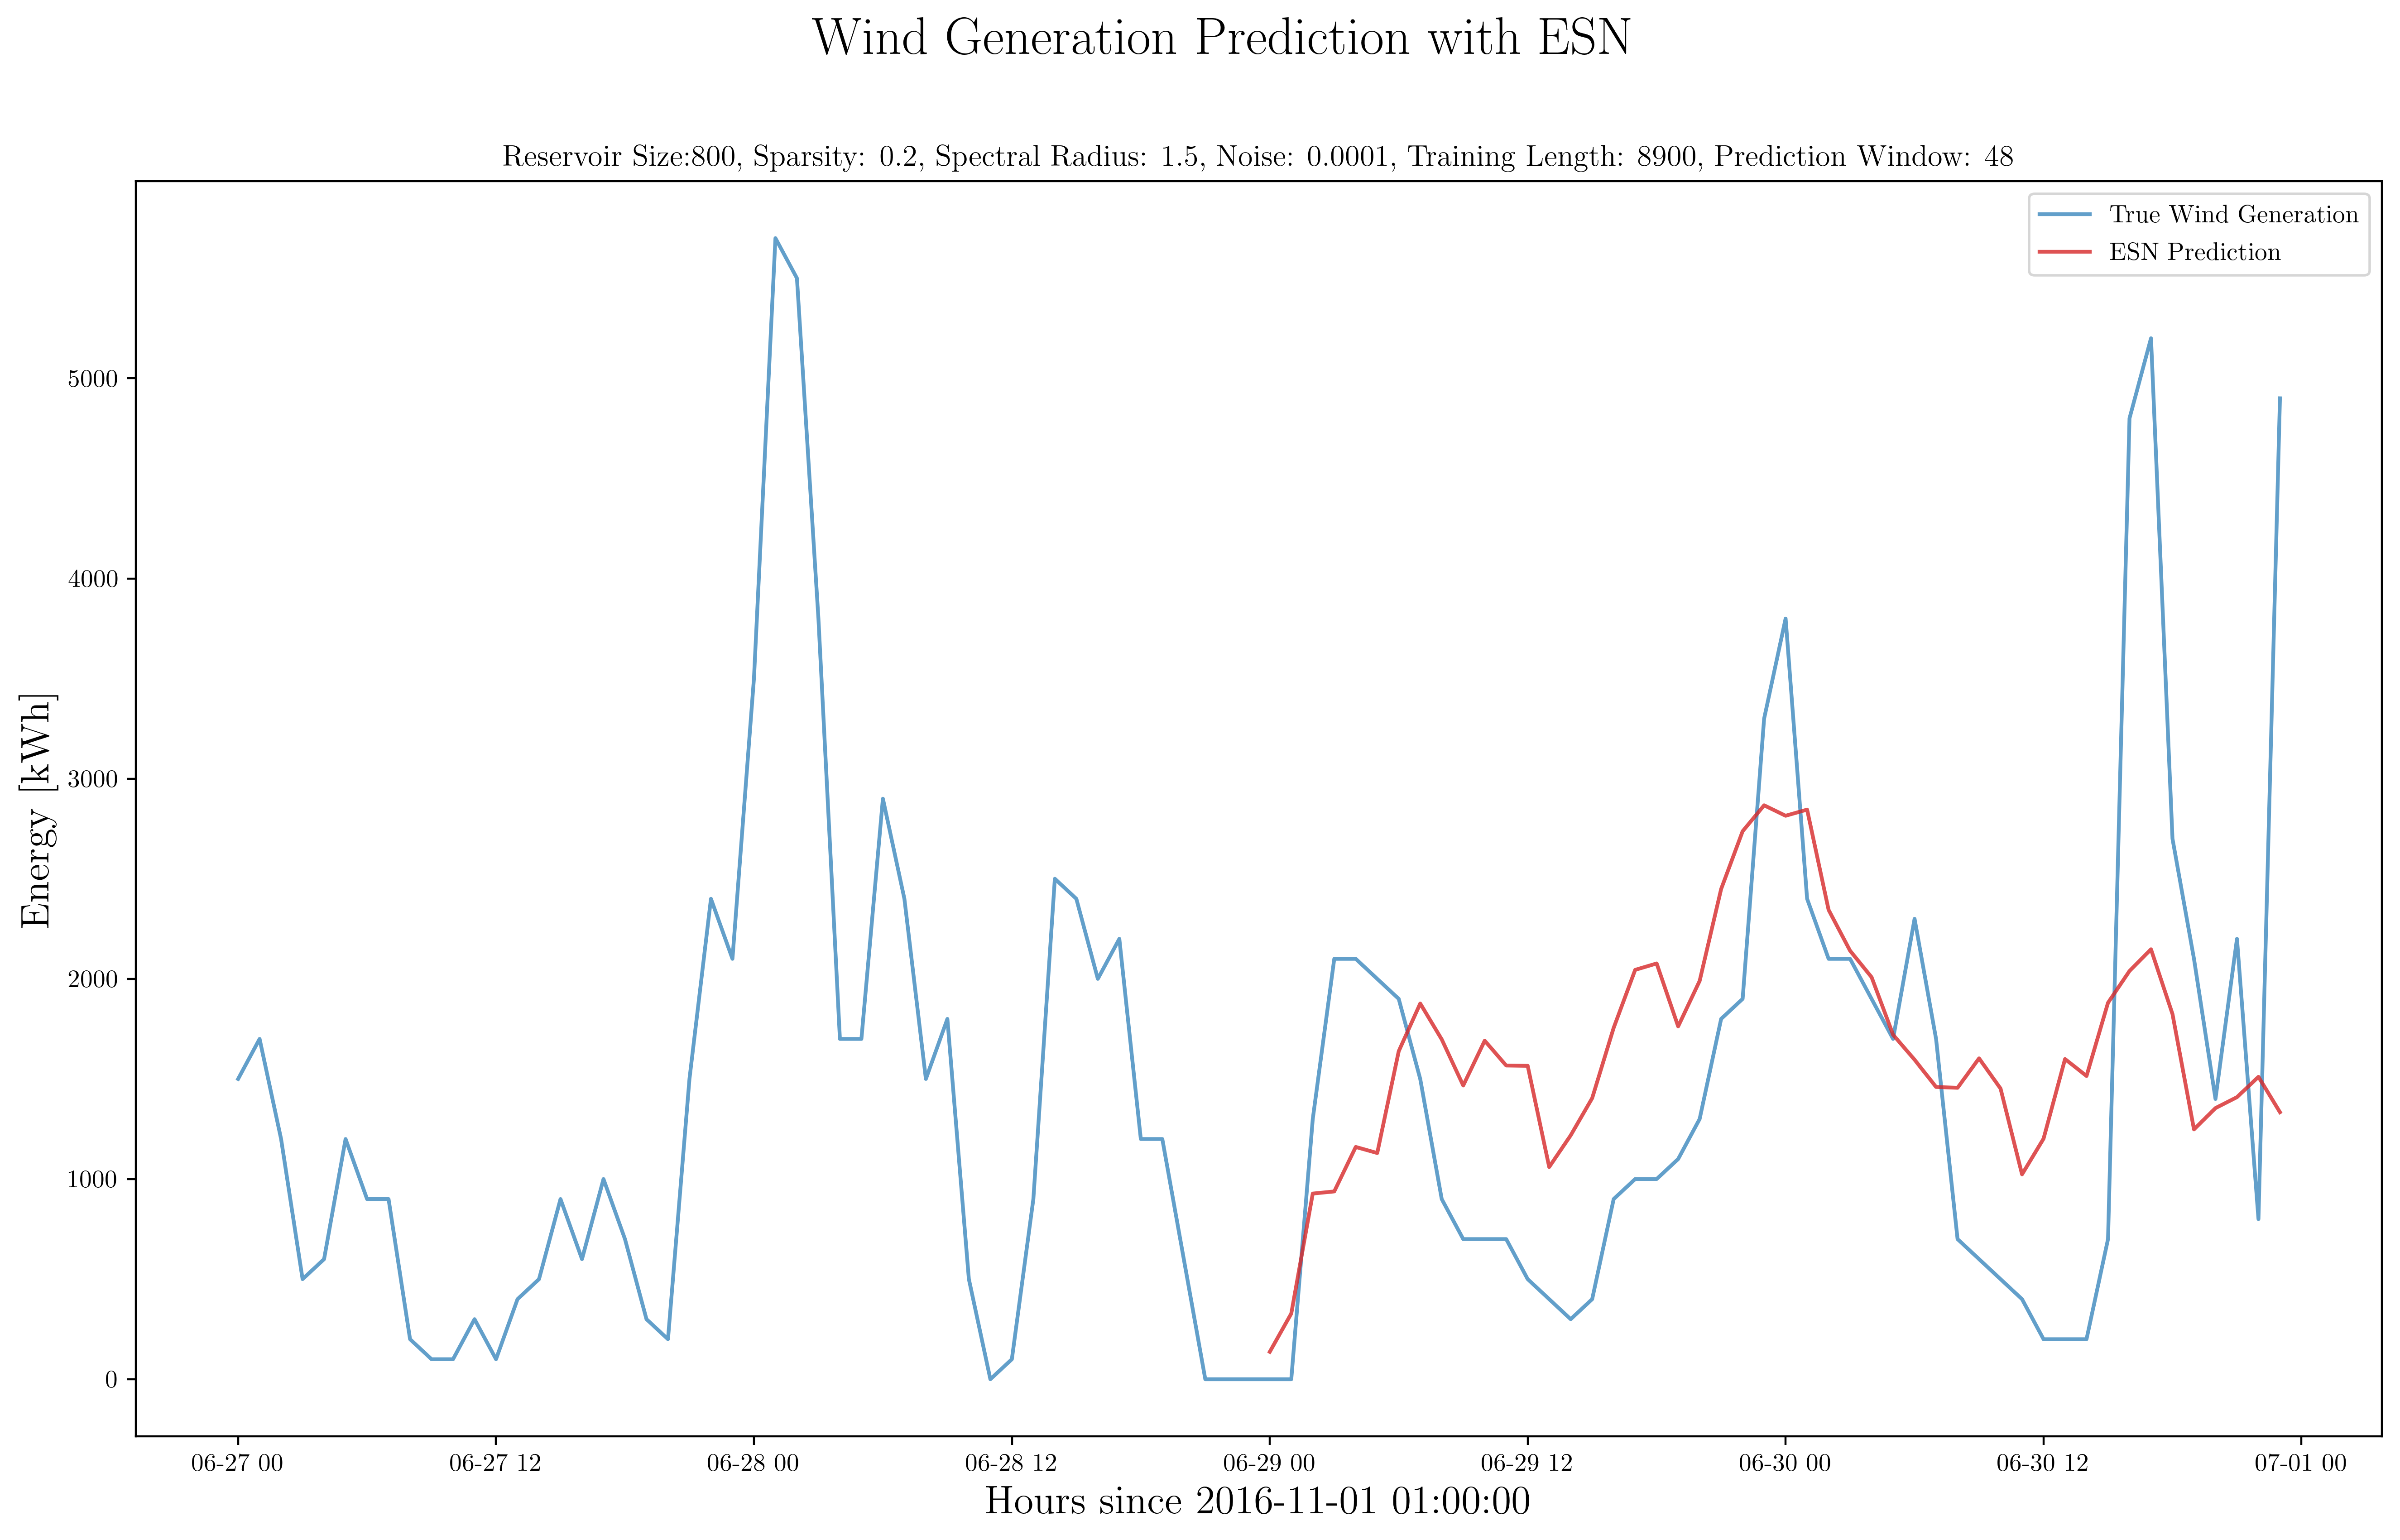 Wind Generation Prediction with ESN
Reservoir Size:800, Sparsity: 0.2, Spectral Radius: 1.5, Noise: 0.0001, Training Length: 8900, Prediction Window: 48
True Wind Generation
ESN Prediction
Energy [kWh]
5000
4000
3000
2000
1000
0
06-27 00 06-27 12 06-28 00 06-28 12 06-29 00 06-29 12 06-30 00 06-30 12 07-01 00
Hours since 2016-11-01 01:00:00